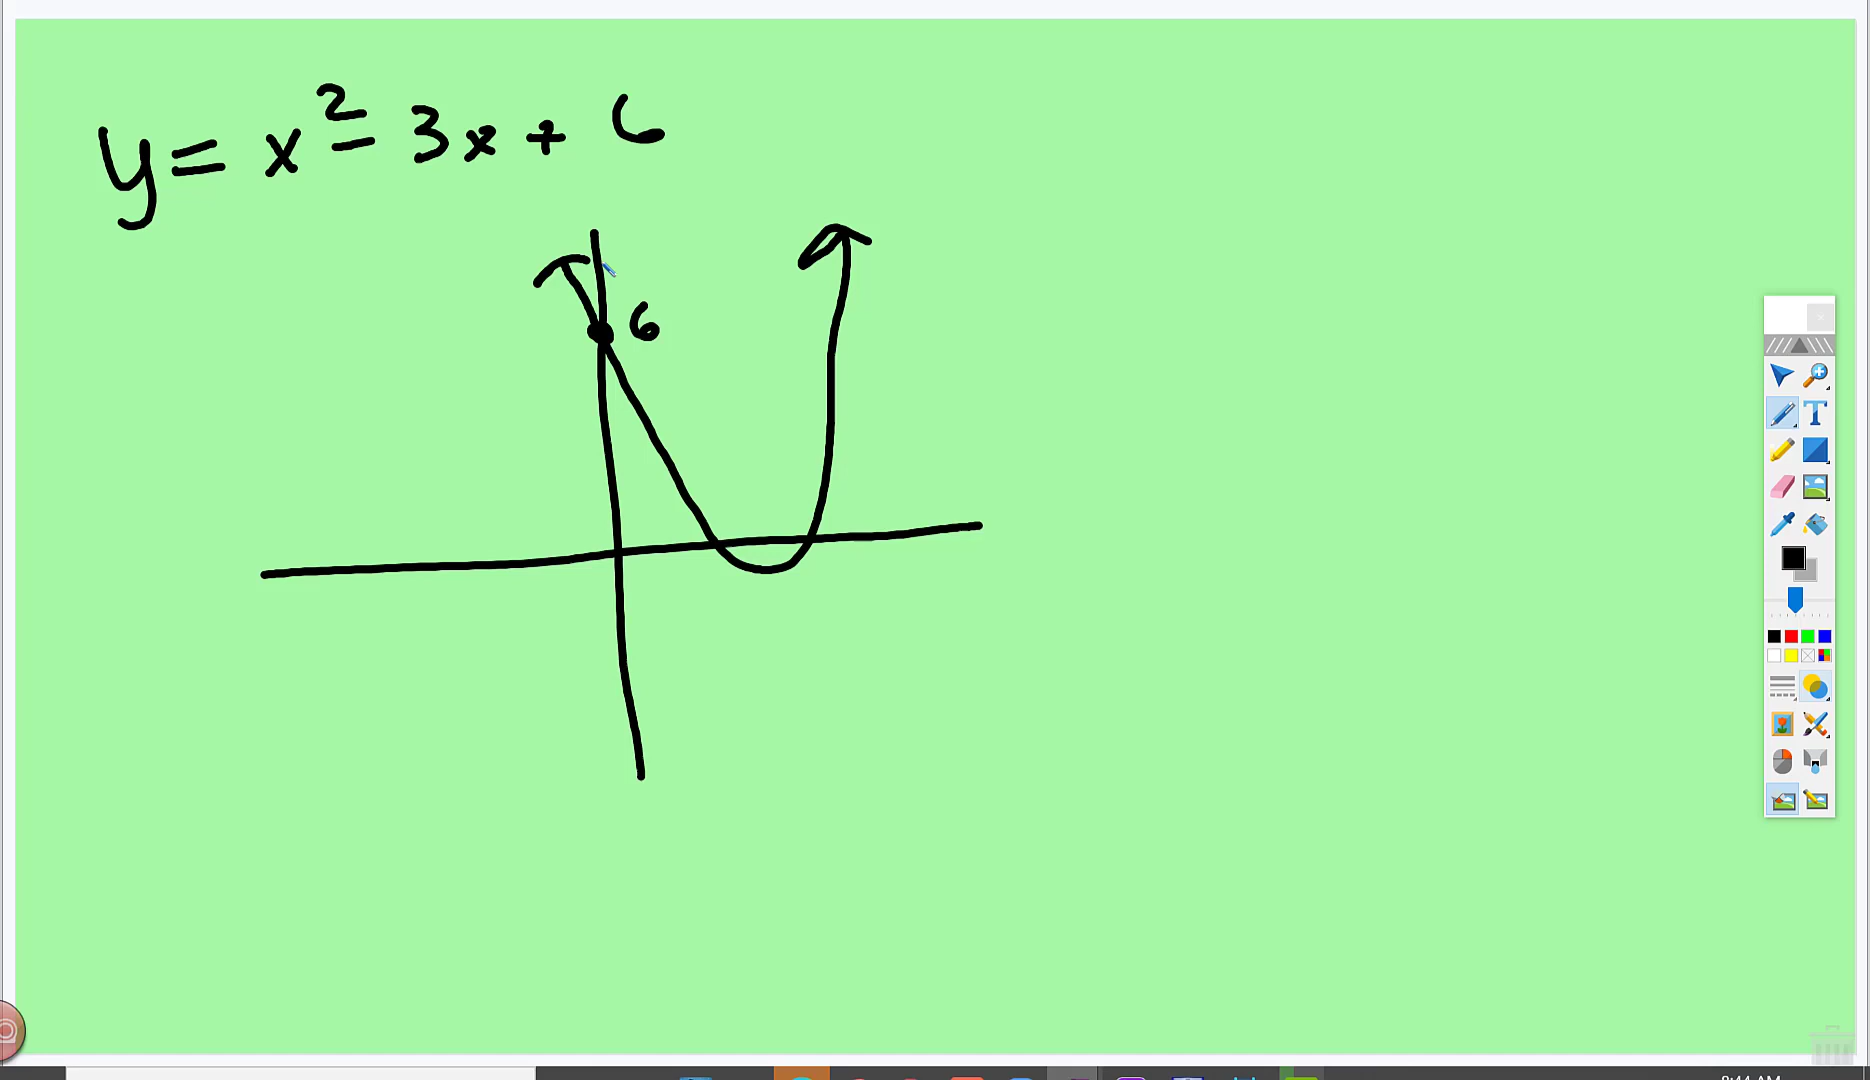 y = x² - 3x + 6
6